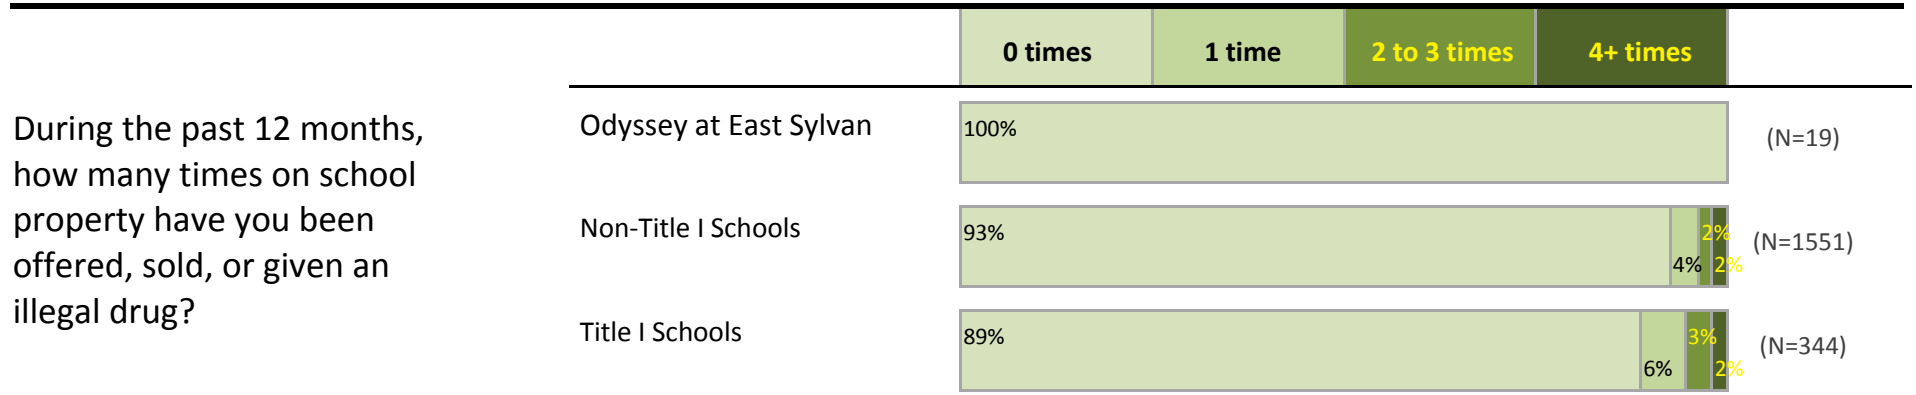 0 times 1 time 2 to 3 times 4+ times
During the past 12 months,
how many times on school
property have you been
offered, sold, or given an
illegal drug?
Odyssey at East Sylvan 100% (N=19)
Non-Title I Schools 93% 4% 2% 2% (N=1551)
Title I Schools 89% 6% 3% 2% (N=344)